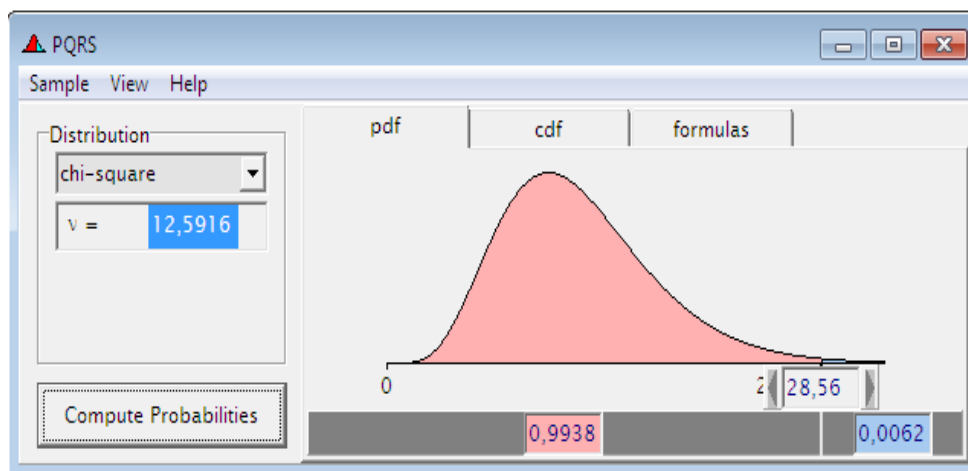 PQRS
Sample View Help
Distribution
chi-square
ν = 12,5916
Compute Probabilities
pdf cdf formulas
0 2 28,56
0,9938 0,0062